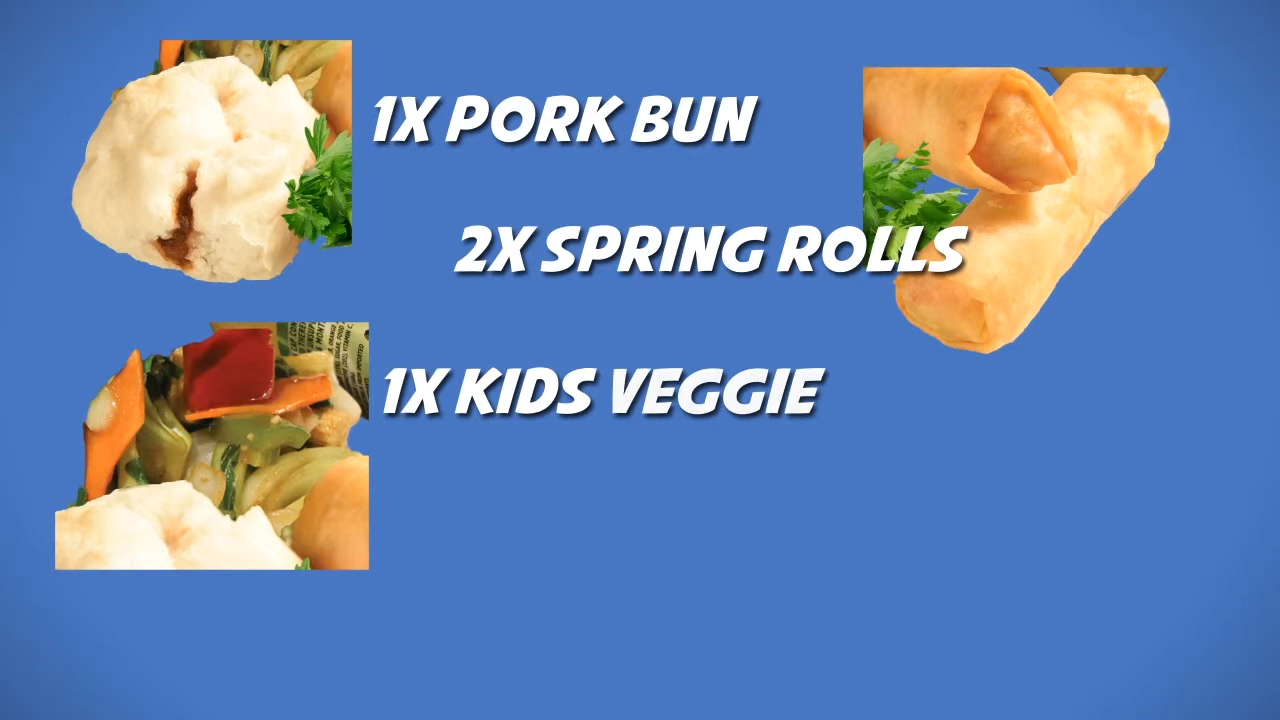 1X PORK BUN
2X SPRING ROLLS
1X KIDS VEGGIE